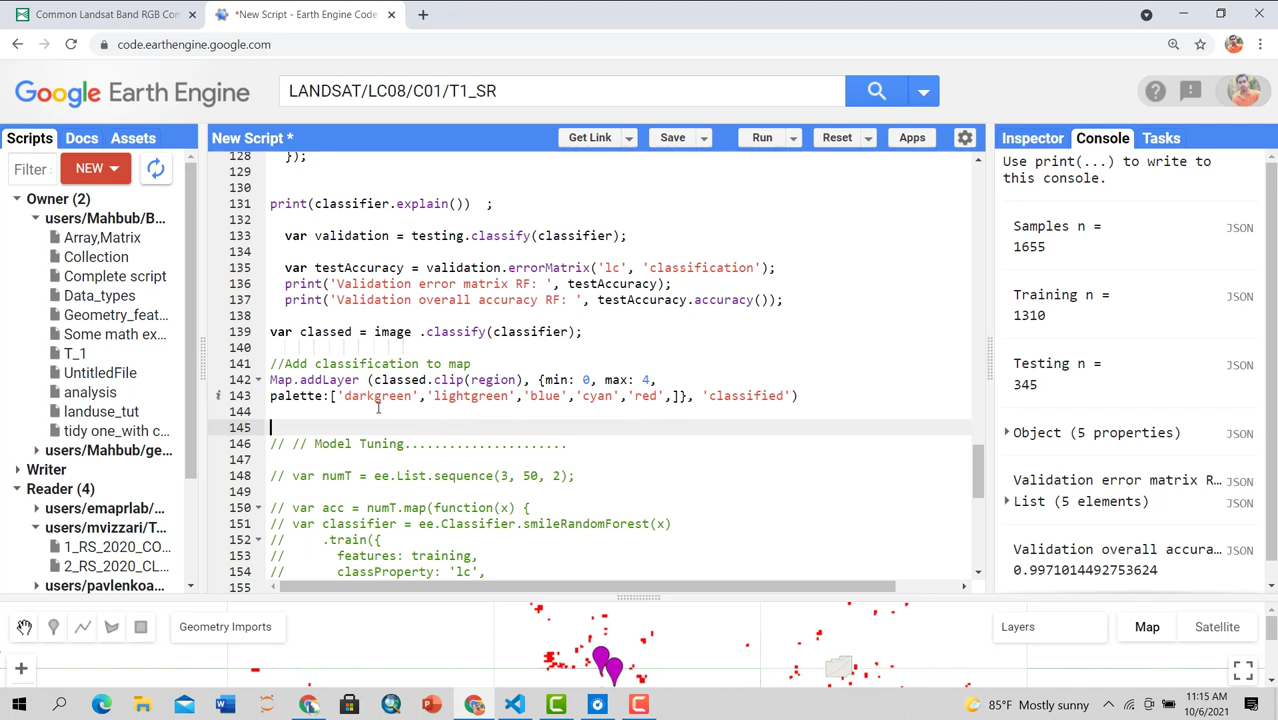 Common Landsat Band RGB Com
*New Script - Earth Engine Code
code.earthengine.google.com
Google Earth Engine
LANDSAT/LC08/C01/T1_SR
Scripts Docs Assets
New Script *
Get Link Save Run Reset Apps
Inspector Console Tasks
Filter NEW
Owner (2)
users/Mahbub/B...
Array,Matrix
Collection
Complete script
Data_types
Geometry_feat...
Some math ex...
T_1
UntitledFile
analysis
landuse_tut
tidy one_with c...
users/Mahbub/ge...
Writer
Reader (4)
users/emaprlab/...
users/mvizzari/T...
1_RS_2020_CO...
2_RS_2020_CL...
users/pavlenkoa...
128 });
129
130
131 print(classifier.explain()) ;
132
133 var validation = testing.classify(classifier);
134
135 var testAccuracy = validation.errorMatrix('lc', 'classification');
136 print('Validation error matrix RF: ', testAccuracy);
137 print('Validation overall accuracy RF: ', testAccuracy.accuracy());
138
139 var classed = image .classify(classifier);
140
141 //Add classification to map
142 Map.addLayer (classed.clip(region), {min: 0, max: 4,
143 palette:['darkgreen','lightgreen','blue','cyan','red',]}, 'classified')
144
145
146 // // Model Tuning......................
147
148 // var numT = ee.List.sequence(3, 50, 2);
149
150 // var acc = numT.map(function(x) {
151 // var classifier = ee.Classifier.smileRandomForest(x)
152 // .train({
153 // features: training,
154 // classProperty: 'lc',
155
Use print(...) to write to
this console.
Samples n = JSON
1655
Training n = JSON
1310
Testing n = JSON
345
Object (5 properties) JSON
Validation error matrix R... JSON
List (5 elements)
Validation overall accura... JSON
0.9971014492753624
Geometry Imports
Layers Map Satellite
85°F Mostly sunny
11:15 AM
10/6/2021